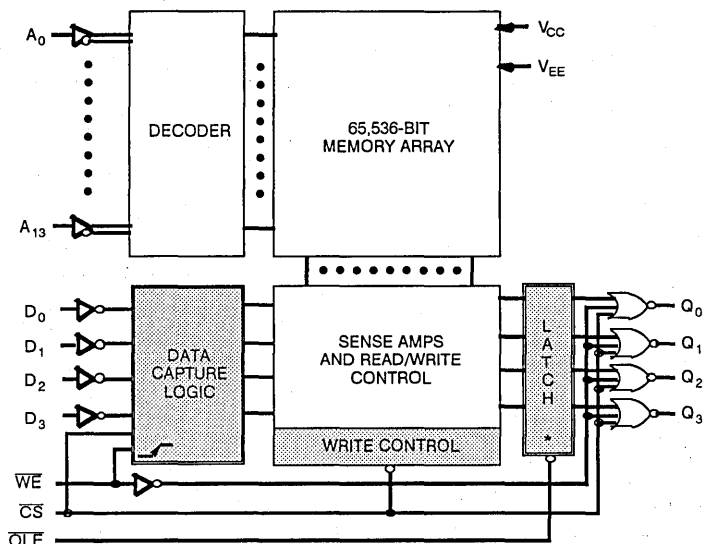 A0
VCC
VEE
DECODER
65,536-BIT
MEMORY ARRAY
A13
D0
D1
D2
D3
DATA
CAPTURE
LOGIC
SENSE AMPS
AND READ/WRITE
CONTROL
WRITE CONTROL
LATCH *
Q0
Q1
Q2
Q3
WE
CS
OLE